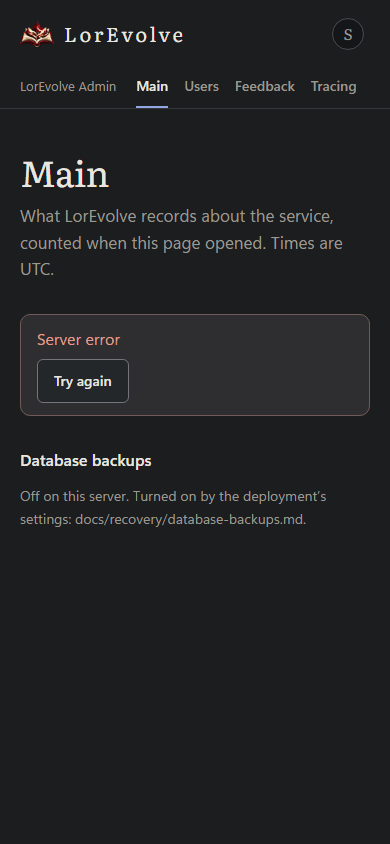 LorEvolve
S
LorEvolve Admin Main Users Feedback Tracing
Main
What LorEvolve records about the service,
counted when this page opened. Times are
UTC.
Server error
Try again
Database backups
Off on this server. Turned on by the deployment's
settings: docs/recovery/database-backups.md.